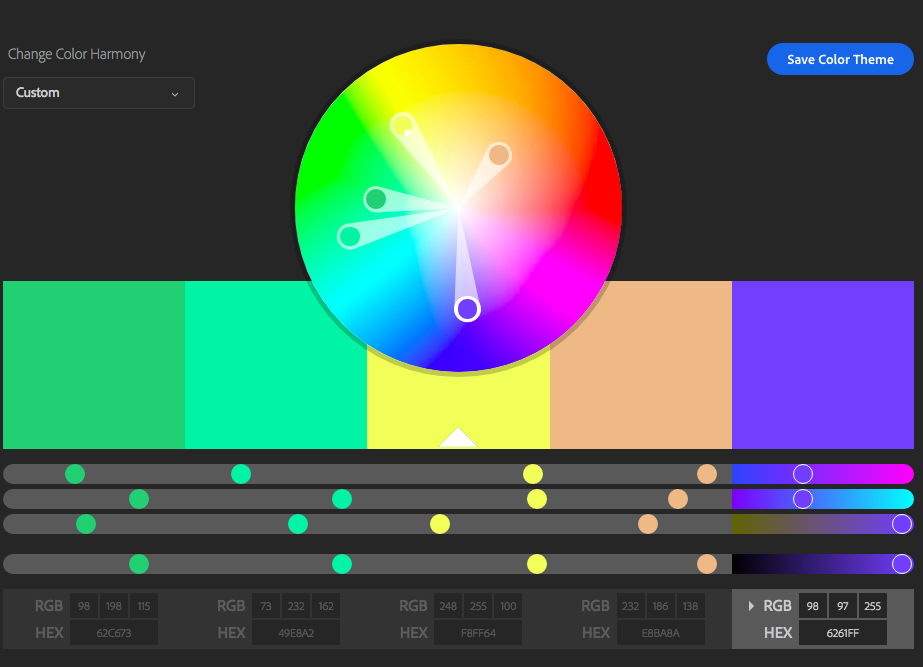 Change Color Harmony
Save Color Theme
Custom
RGB 98 198 115 RGB 73 232 162 RGB 248 255 100 RGB 232 186 138 RGB 98 97 255
HEX 62C673 HEX 49E8A2 HEX F8FF64 HEX E8BA8A HEX 6261FF